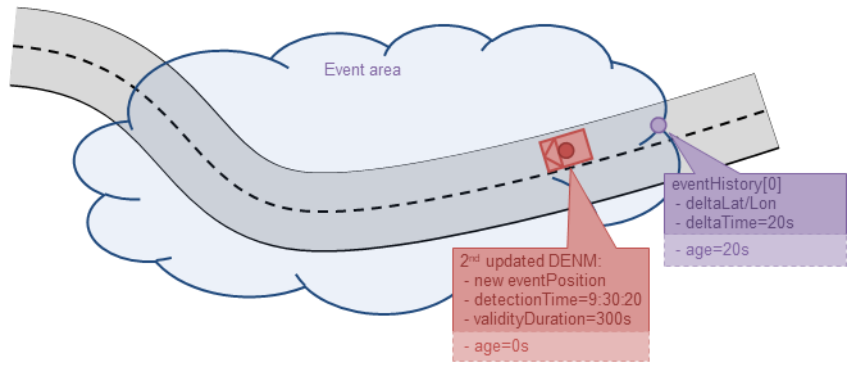 Event area
eventHistory[0]
- deltaLat/Lon
- deltaTime=20s
- age=20s
2nd updated DENM:
- new eventPosition
- detectionTime=9:30:20
- validityDuration=300s
- age=0s